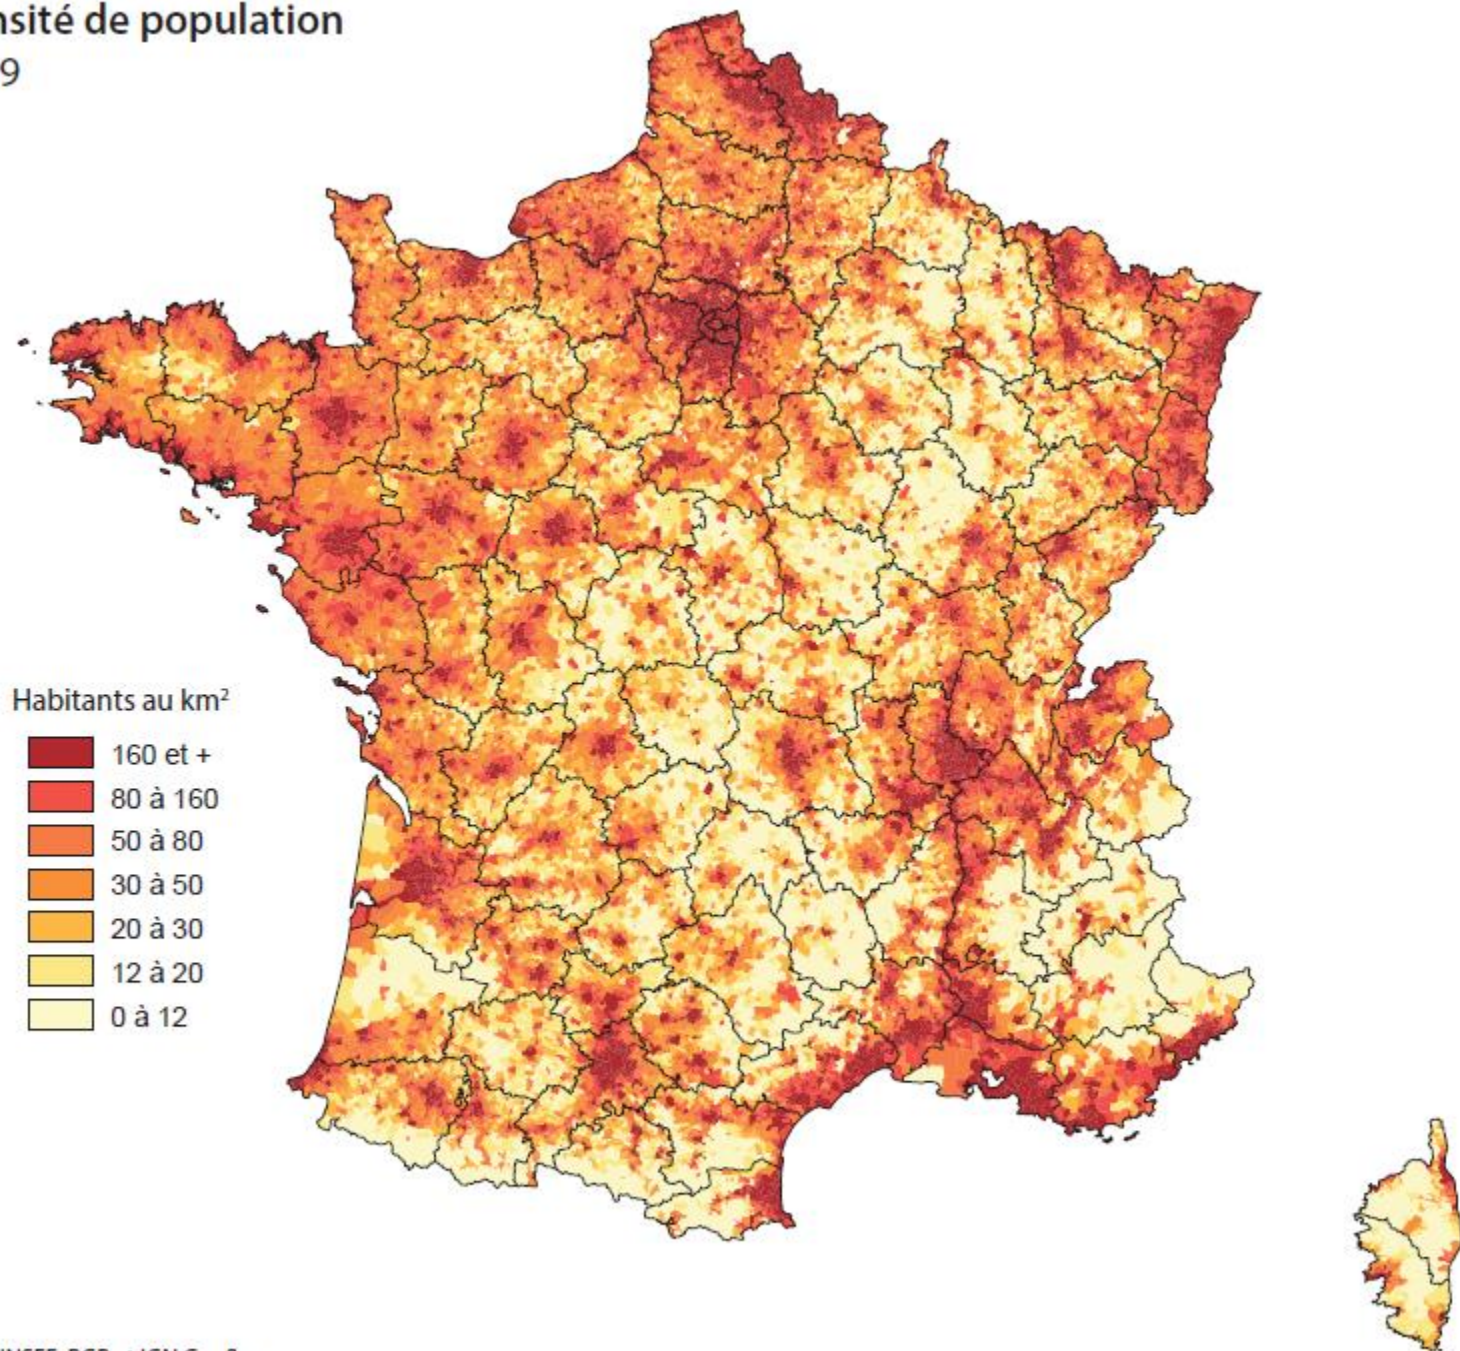 nsité de population
9
Habitants au km²
160 et +
80 à 160
50 à 80
30 à 50
20 à 30
12 à 20
0 à 12